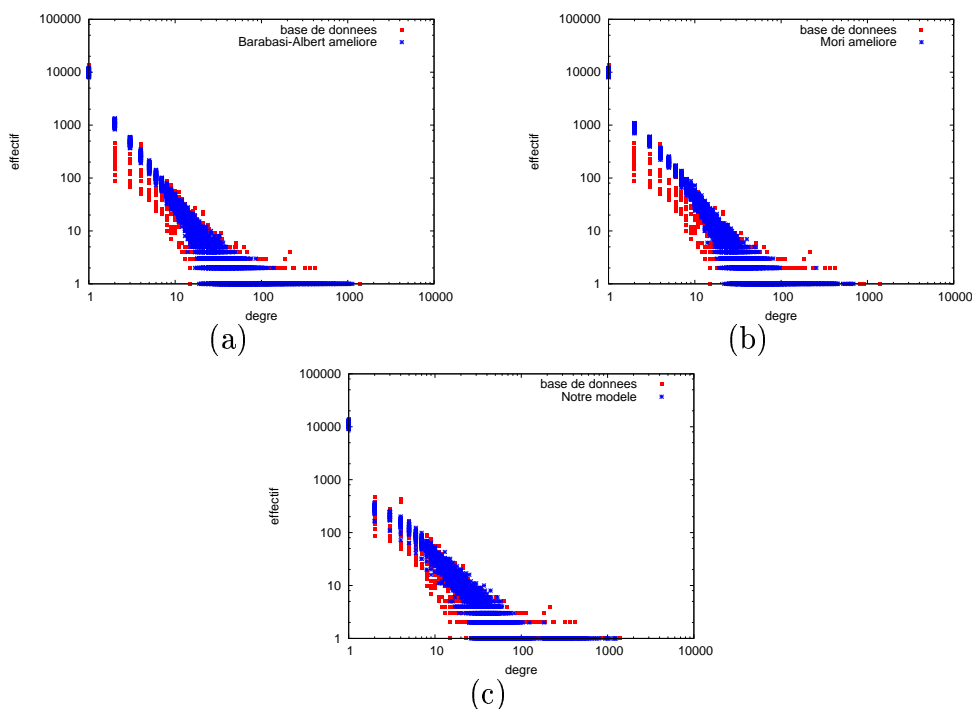 100000
10000
1000
100
10
1
effectif
base de donnees
Barabasi-Albert ameliore
1
10
100
1000
10000
degre
(a)
100000
10000
1000
100
10
1
effectif
base de donnees
Mori ameliore
1
10
100
1000
10000
degre
(b)
100000
10000
1000
100
10
1
effectif
base de donnees
Notre modele
1
10
100
1000
10000
degre
(c)